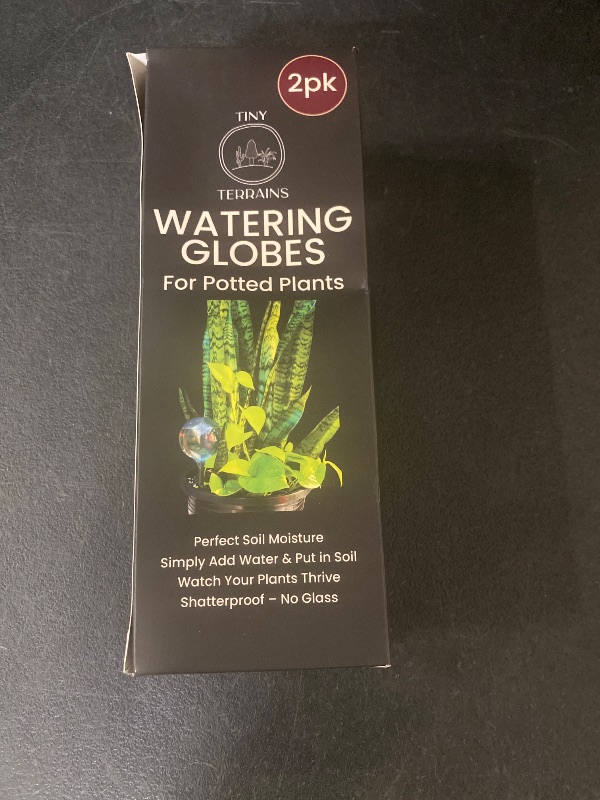 2pk
TINY
TERRAINS
WATERING
GLOBES
For Potted Plants
Perfect Soil Moisture
Simply Add Water & Put in Soil
Watch Your Plants Thrive
Shatterproof – No Glass